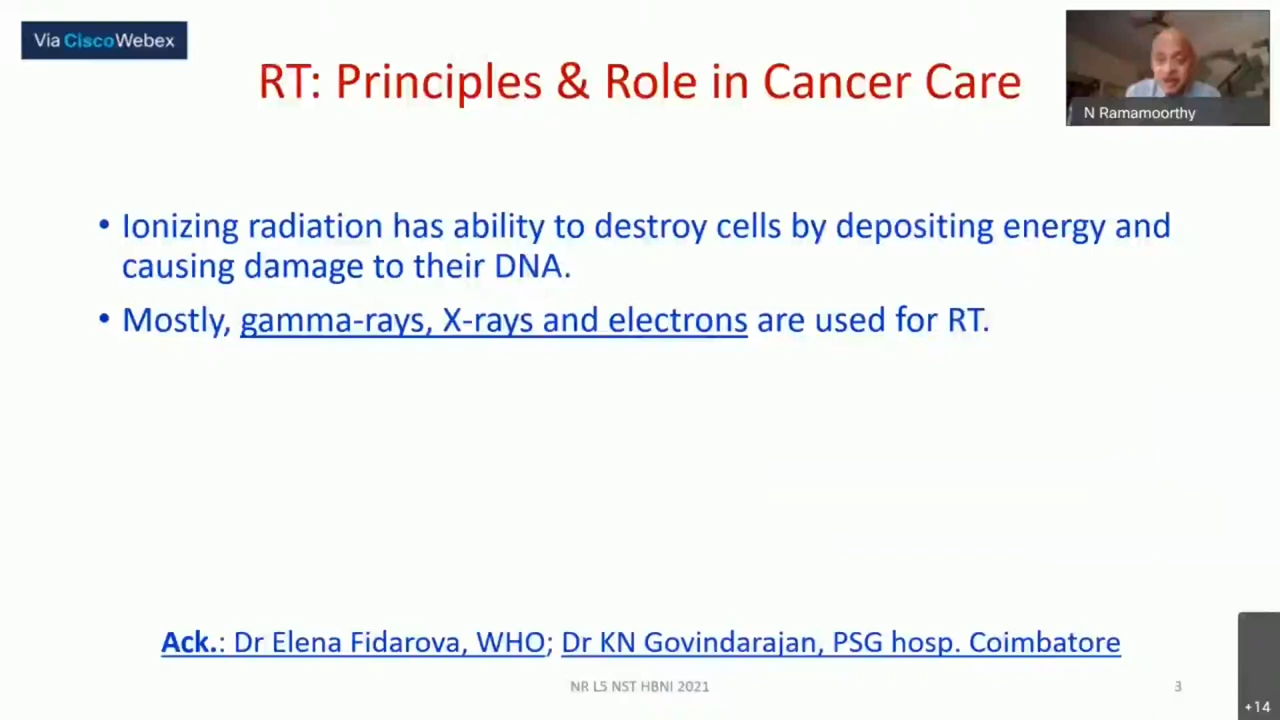 Via CiscoWebex
RT: Principles & Role in Cancer Care
N Ramamoorthy
• Ionizing radiation has ability to destroy cells by depositing energy and
causing damage to their DNA.
• Mostly, gamma-rays, X-rays and electrons are used for RT.
Ack.: Dr Elena Fidarova, WHO; Dr KN Govindarajan, PSG hosp. Coimbatore
NR L5 NST HBNI 2021
3
+14